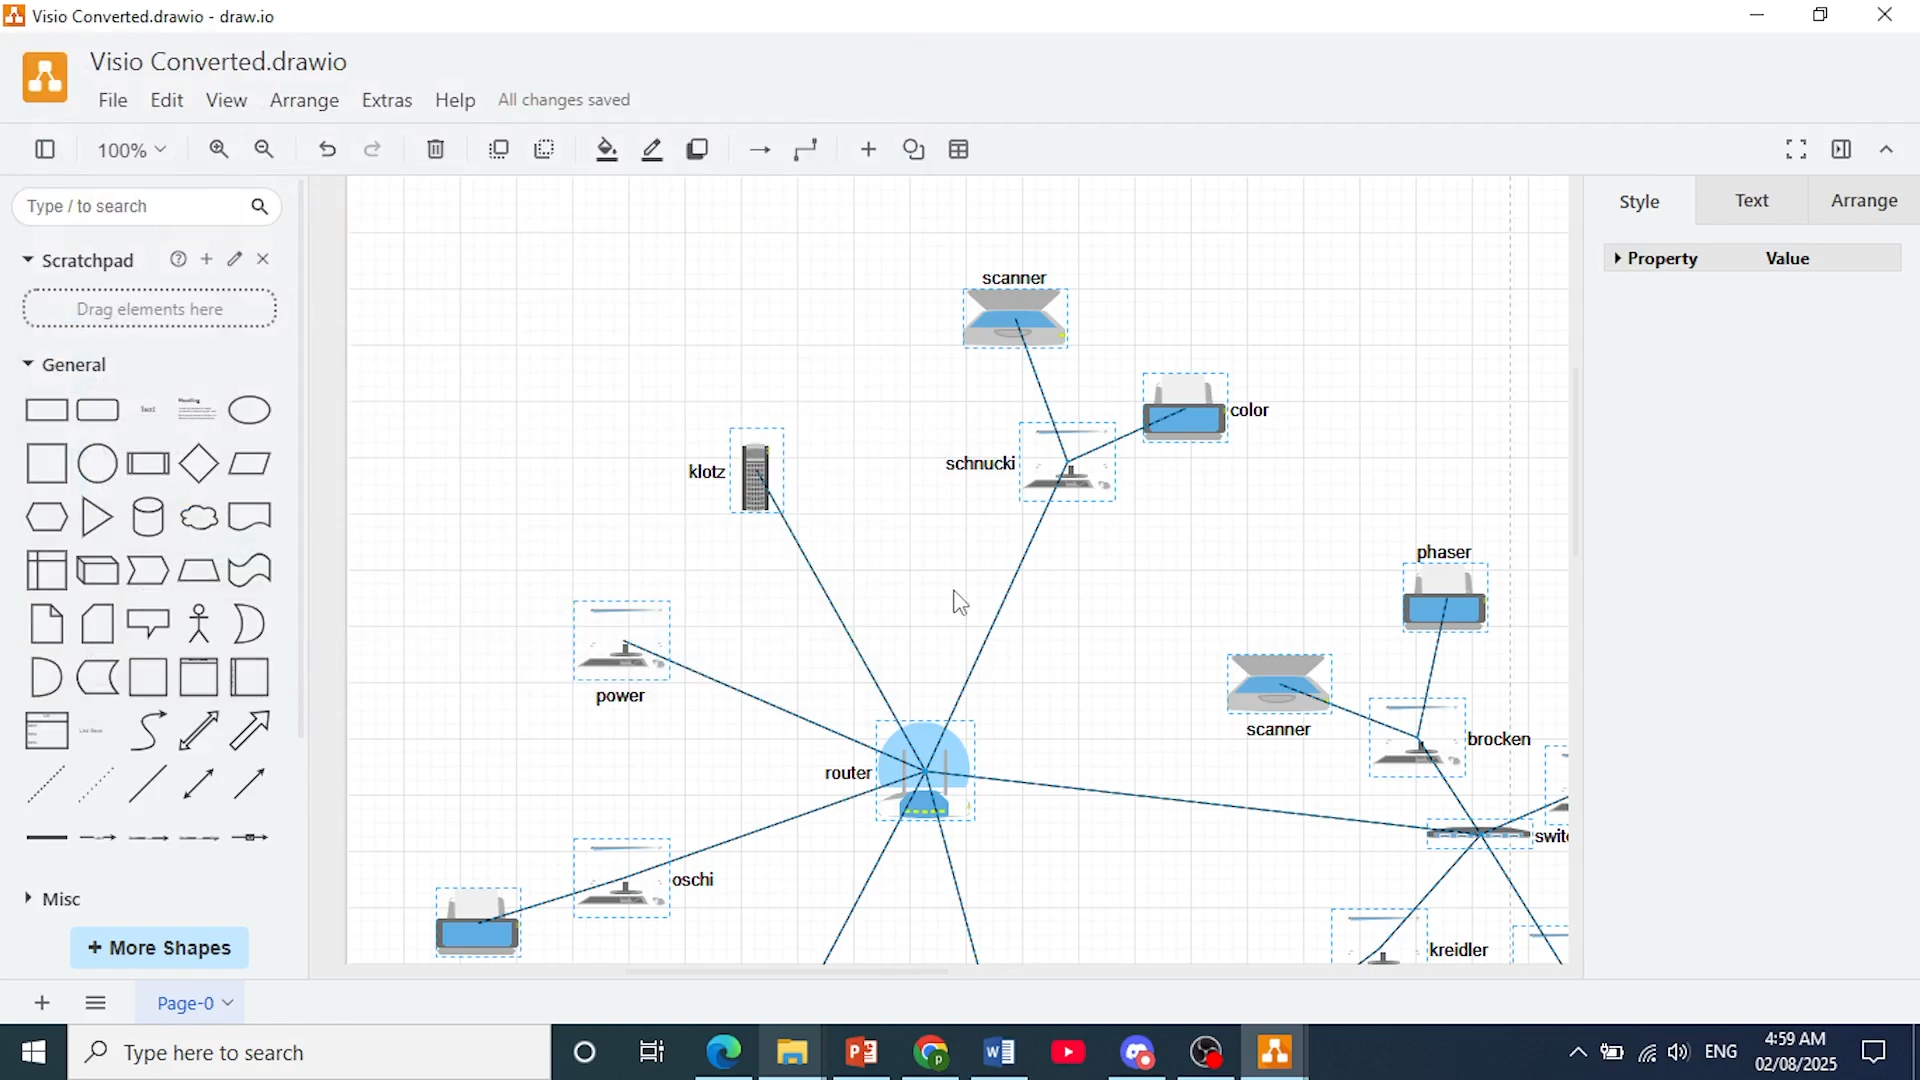 Visio Converted.drawio - draw.io
Visio Converted.drawio
File Edit View Arrange Extras Help All changes saved
100%
Type / to search
Style Text Arrange
Scratchpad
Property Value
Drag elements here
General
Text
Heading
Misc
+ More Shapes
scanner
color
schnucki
klotz
phaser
power
scanner
brocken
router
oschi
kreidler
Page-0
Type here to search
ENG
4:59 AM
02/08/2025